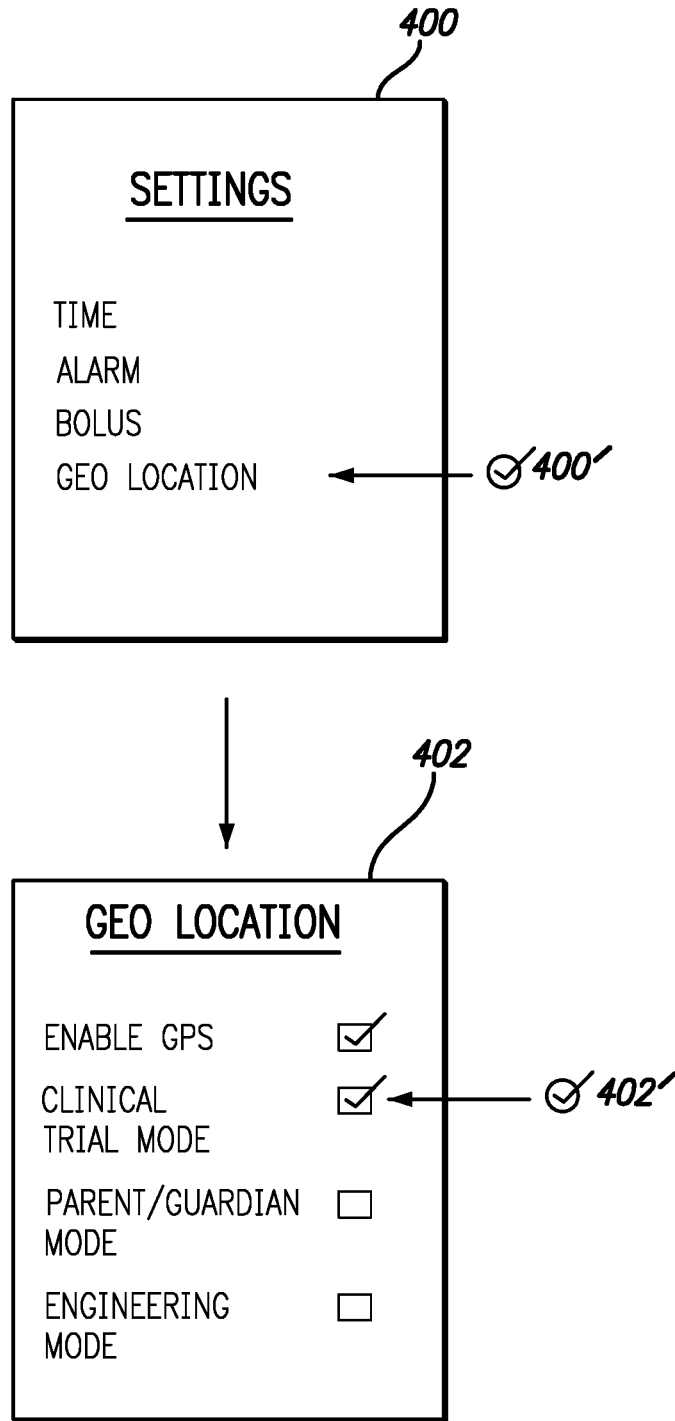 400
SETTINGS
TIME
ALARM
BOLUS
GEO LOCATION
400′
402
GEO LOCATION
ENABLE GPS
CLINICAL
TRIAL MODE
402′
PARENT/GUARDIAN
MODE
ENGINEERING
MODE